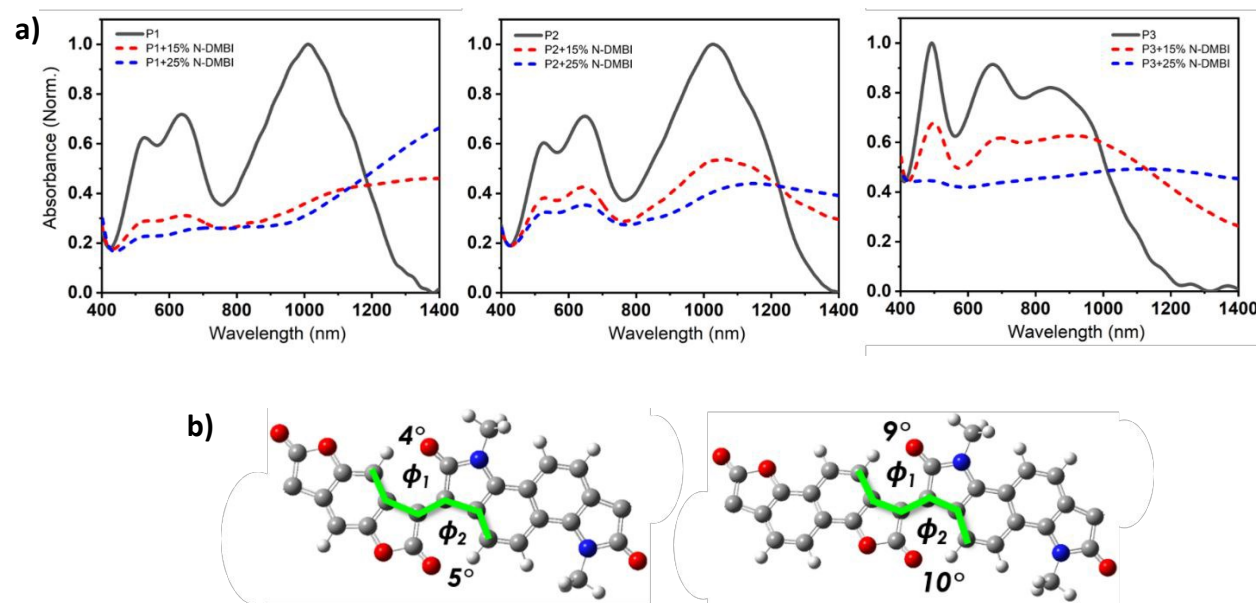 a)
P1
P1+15% N-DMBI
P1+25% N-DMBI
Absorbance (Norm.)
1.0
0.8
0.6
0.4
0.2
0.0
400 600 800 1000 1200 1400
Wavelength (nm)
P2
P2+15% N-DMBI
P2+25% N-DMBI
1.0
0.8
0.6
0.4
0.2
0.0
400 600 800 1000 1200 1400
Wavelength (nm)
P3
P3+15% N-DMBI
P3+25% N-DMBI
1.0
0.8
0.6
0.4
0.2
0.0
400 600 800 1000 1200 1400
Wavelength (nm)
b)
4°
ϕ1
ϕ2
5°
9°
ϕ1
ϕ2
10°